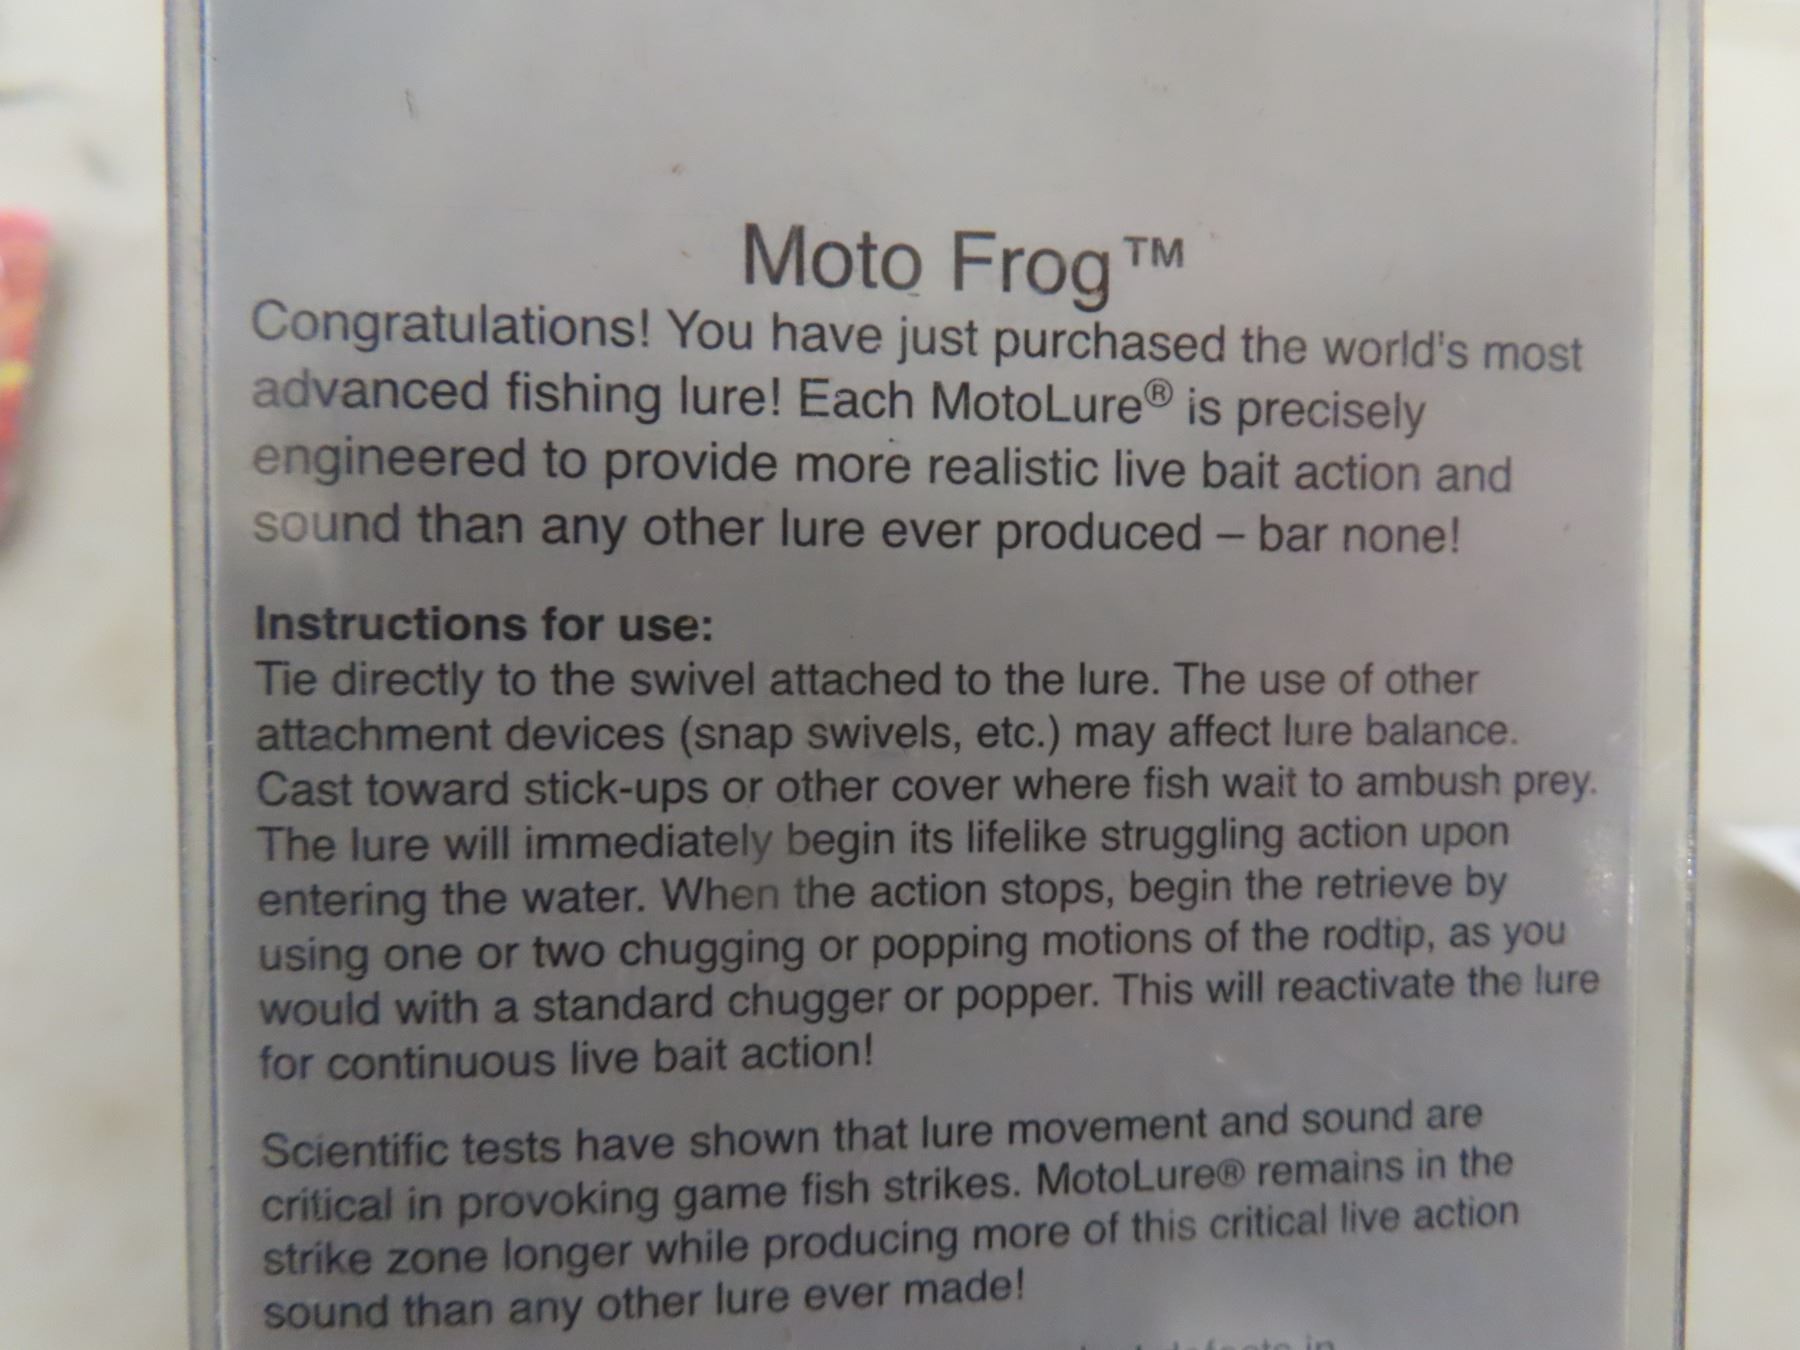 Moto Frog™
Congratulations! You have just purchased the world's most
advanced fishing lure! Each MotoLure® is precisely
engineered to provide more realistic live bait action and
sound than any other lure ever produced – bar none!
Instructions for use:
Tie directly to the swivel attached to the lure. The use of other
attachment devices (snap swivels, etc.) may affect lure balance.
Cast toward stick-ups or other cover where fish wait to ambush prey.
The lure will immediately begin its lifelike struggling action upon
entering the water. When the action stops, begin the retrieve by
using one or two chugging or popping motions of the rodtip, as you
would with a standard chugger or popper. This will reactivate the lure
for continuous live bait action!
Scientific tests have shown that lure movement and sound are
critical in provoking game fish strikes. MotoLure® remains in the
strike zone longer while producing more of this critical live action
sound than any other lure ever made!